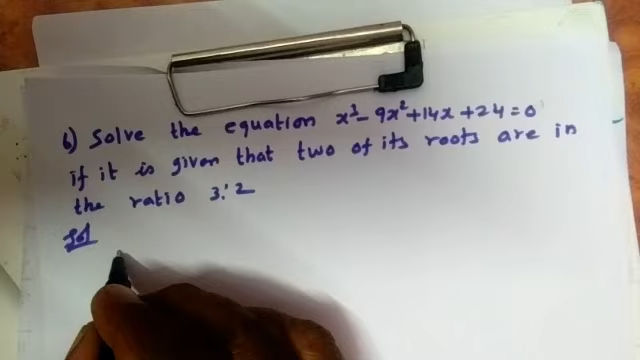 6) Solve the equation x³-9x²+14x+24=0
if it is given that two of its roots are in
the ratio 3:2
Sol